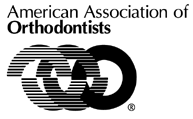 American Association of
Orthodontists
®